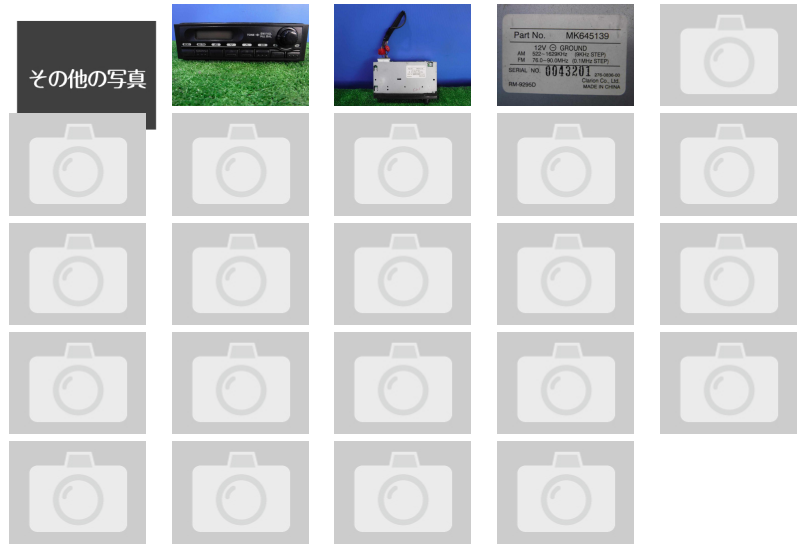 その他の写真
Part No. MK645139
12V ⊖ GROUND
AM 522~1629KHz (9KHz STEP)
FM 76.0~90.0MHz (0.1MHz STEP)
SERIAL NO. 0043201
Clarion Co., Ltd.
RM-9295D MADE IN CHINA